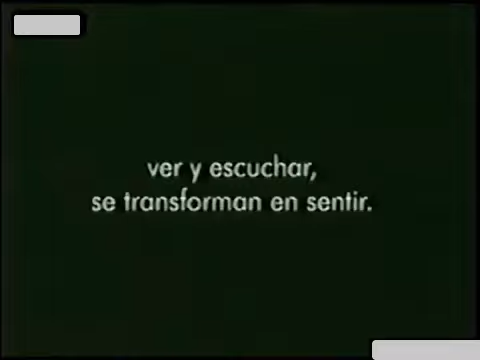 ver y escuchar,
se transforman en sentir.